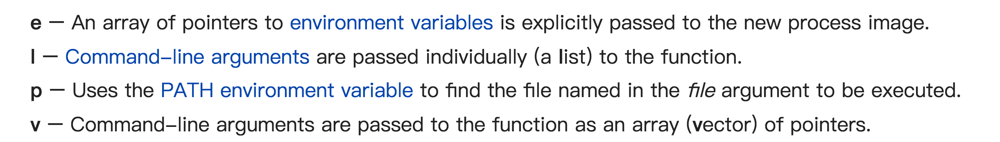 e — An array of pointers to environment variables is explicitly passed to the new process image.
l — Command–line arguments are passed individually (a list) to the function.
p — Uses the PATH environment variable to find the file named in the file argument to be executed.
v — Command–line arguments are passed to the function as an array (vector) of pointers.